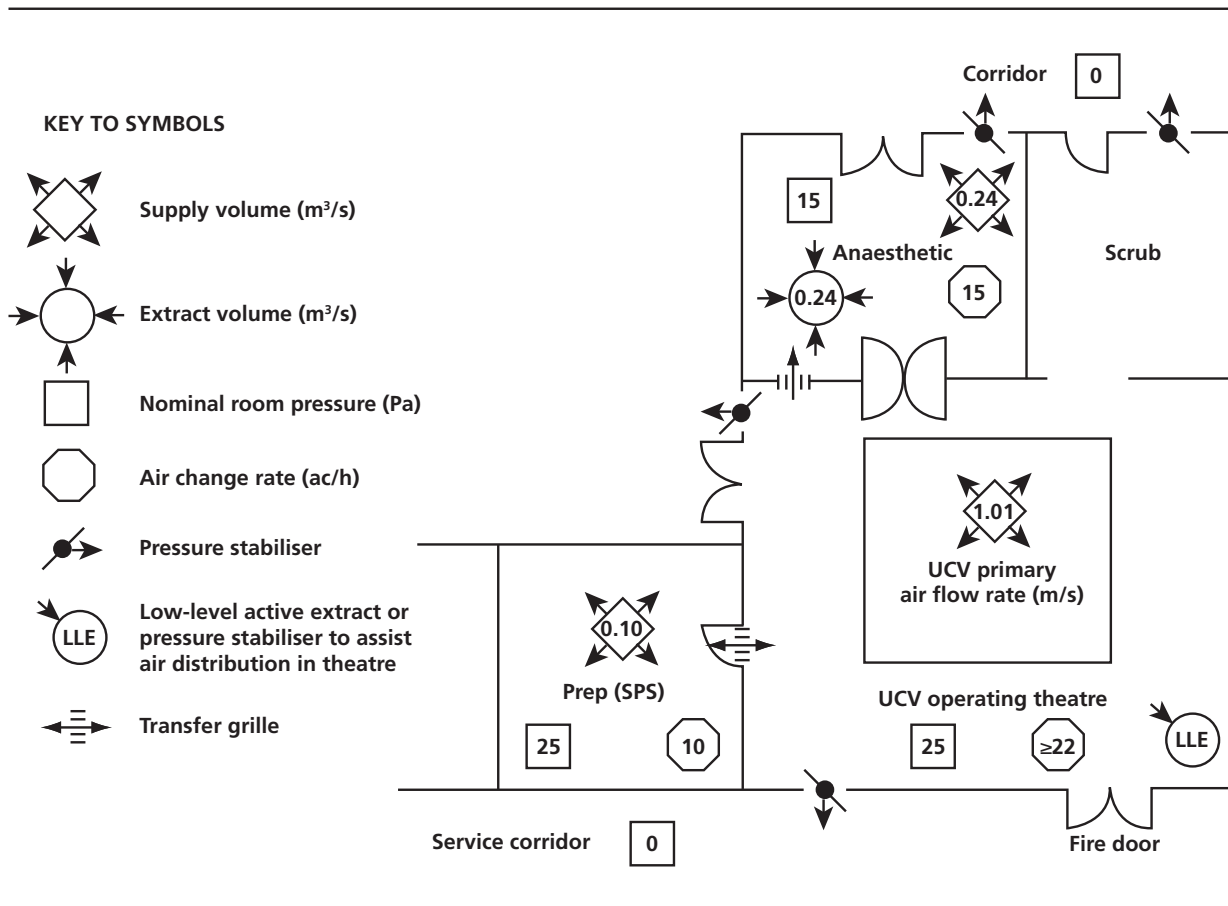 KEY TO SYMBOLS
Supply volume (m³/s)
Extract volume (m³/s)
Nominal room pressure (Pa)
Air change rate (ac/h)
Pressure stabiliser
LLE
Low-level active extract or
pressure stabiliser to assist
air distribution in theatre
Transfer grille
Corridor
0
15
0.24
Anaesthetic
0.24
15
Scrub
1.01
UCV primary
air flow rate (m/s)
0.10
Prep (SPS)
25
10
UCV operating theatre
25
≥22
LLE
Service corridor
0
Fire door